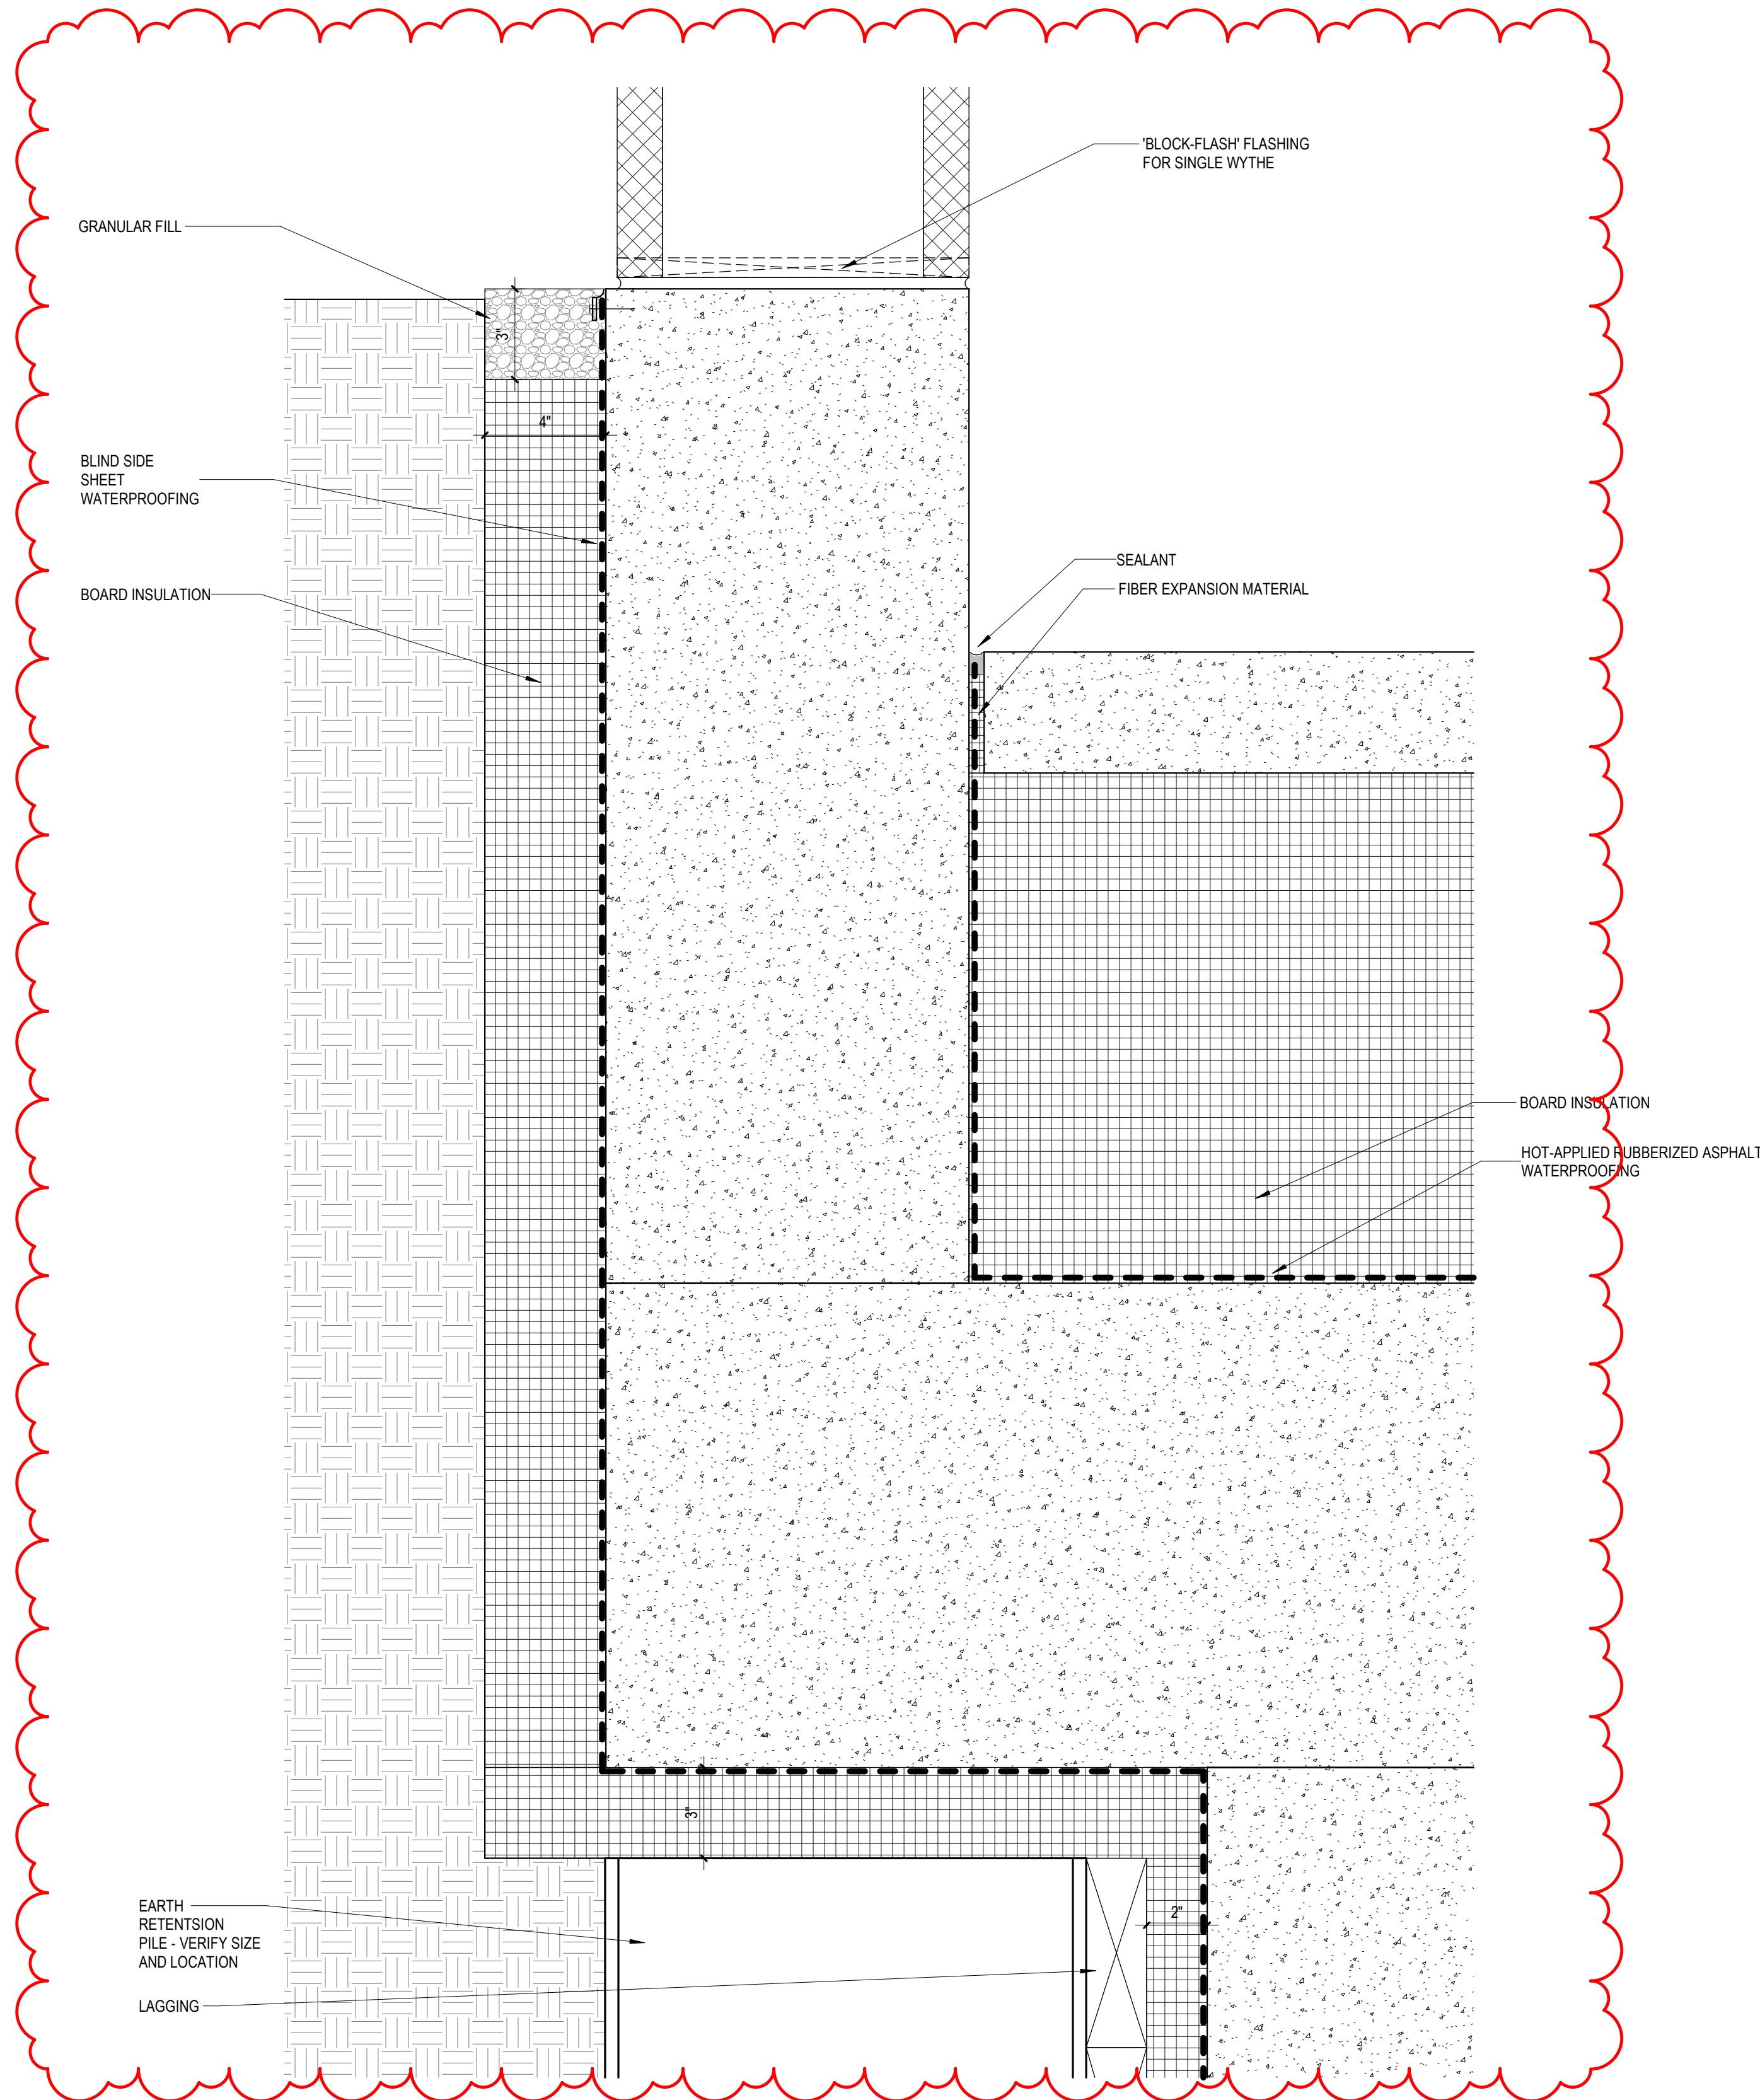 'BLOCK-FLASH' FLASHING
FOR SINGLE WYTHE
GRANULAR FILL
3"
4"
BLIND SIDE
SHEET
WATERPROOFING
BOARD INSULATION
SEALANT
FIBER EXPANSION MATERIAL
BOARD INSULATION
HOT-APPLIED RUBBERIZED ASPHALT
WATERPROOFING
3"
2"
EARTH
RETENTSION
PILE - VERIFY SIZE
AND LOCATION
LAGGING